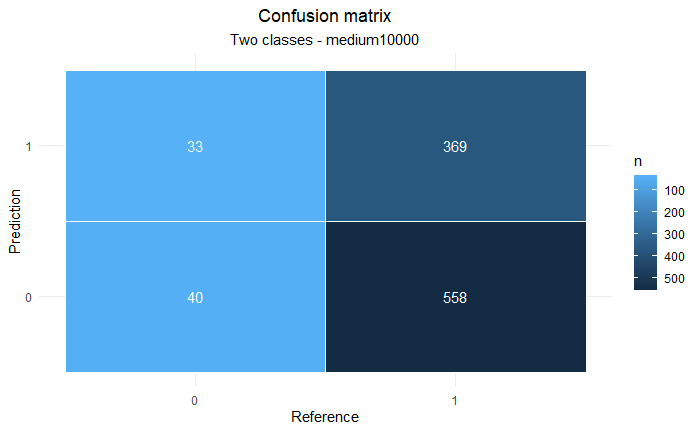 Confusion matrix
Two classes - medium10000
Prediction
1
33
369
0
40
558
0
1
Reference
n
100
200
300
400
500